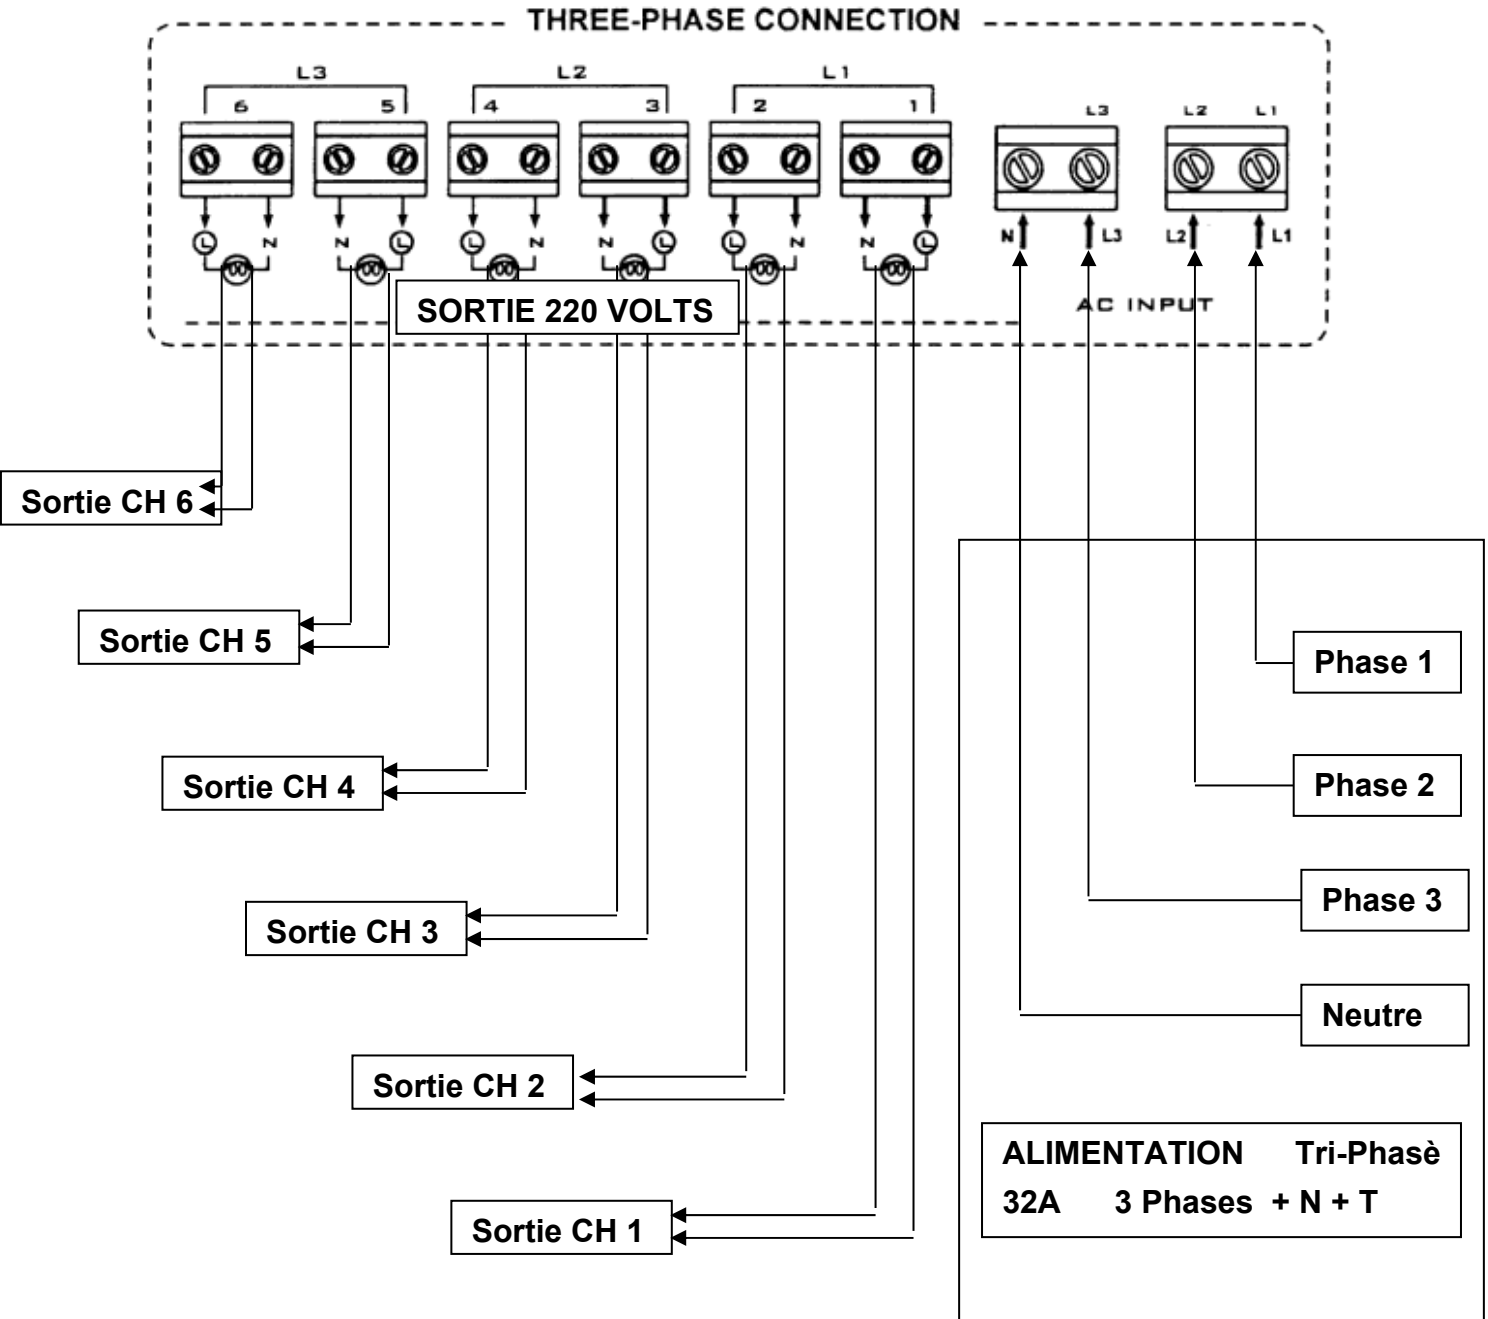 THREE-PHASE CONNECTION
L3 L2 L1
6 5 4 3 2 1
L3 L2 L1
L N N L L N N L L N N L
N L3 L2 L1
SORTIE 220 VOLTS
AC INPUT
Sortie CH 6
Sortie CH 5
Sortie CH 4
Sortie CH 3
Sortie CH 2
Sortie CH 1
Phase 1
Phase 2
Phase 3
Neutre
ALIMENTATION Tri-Phasè
32A 3 Phases + N + T